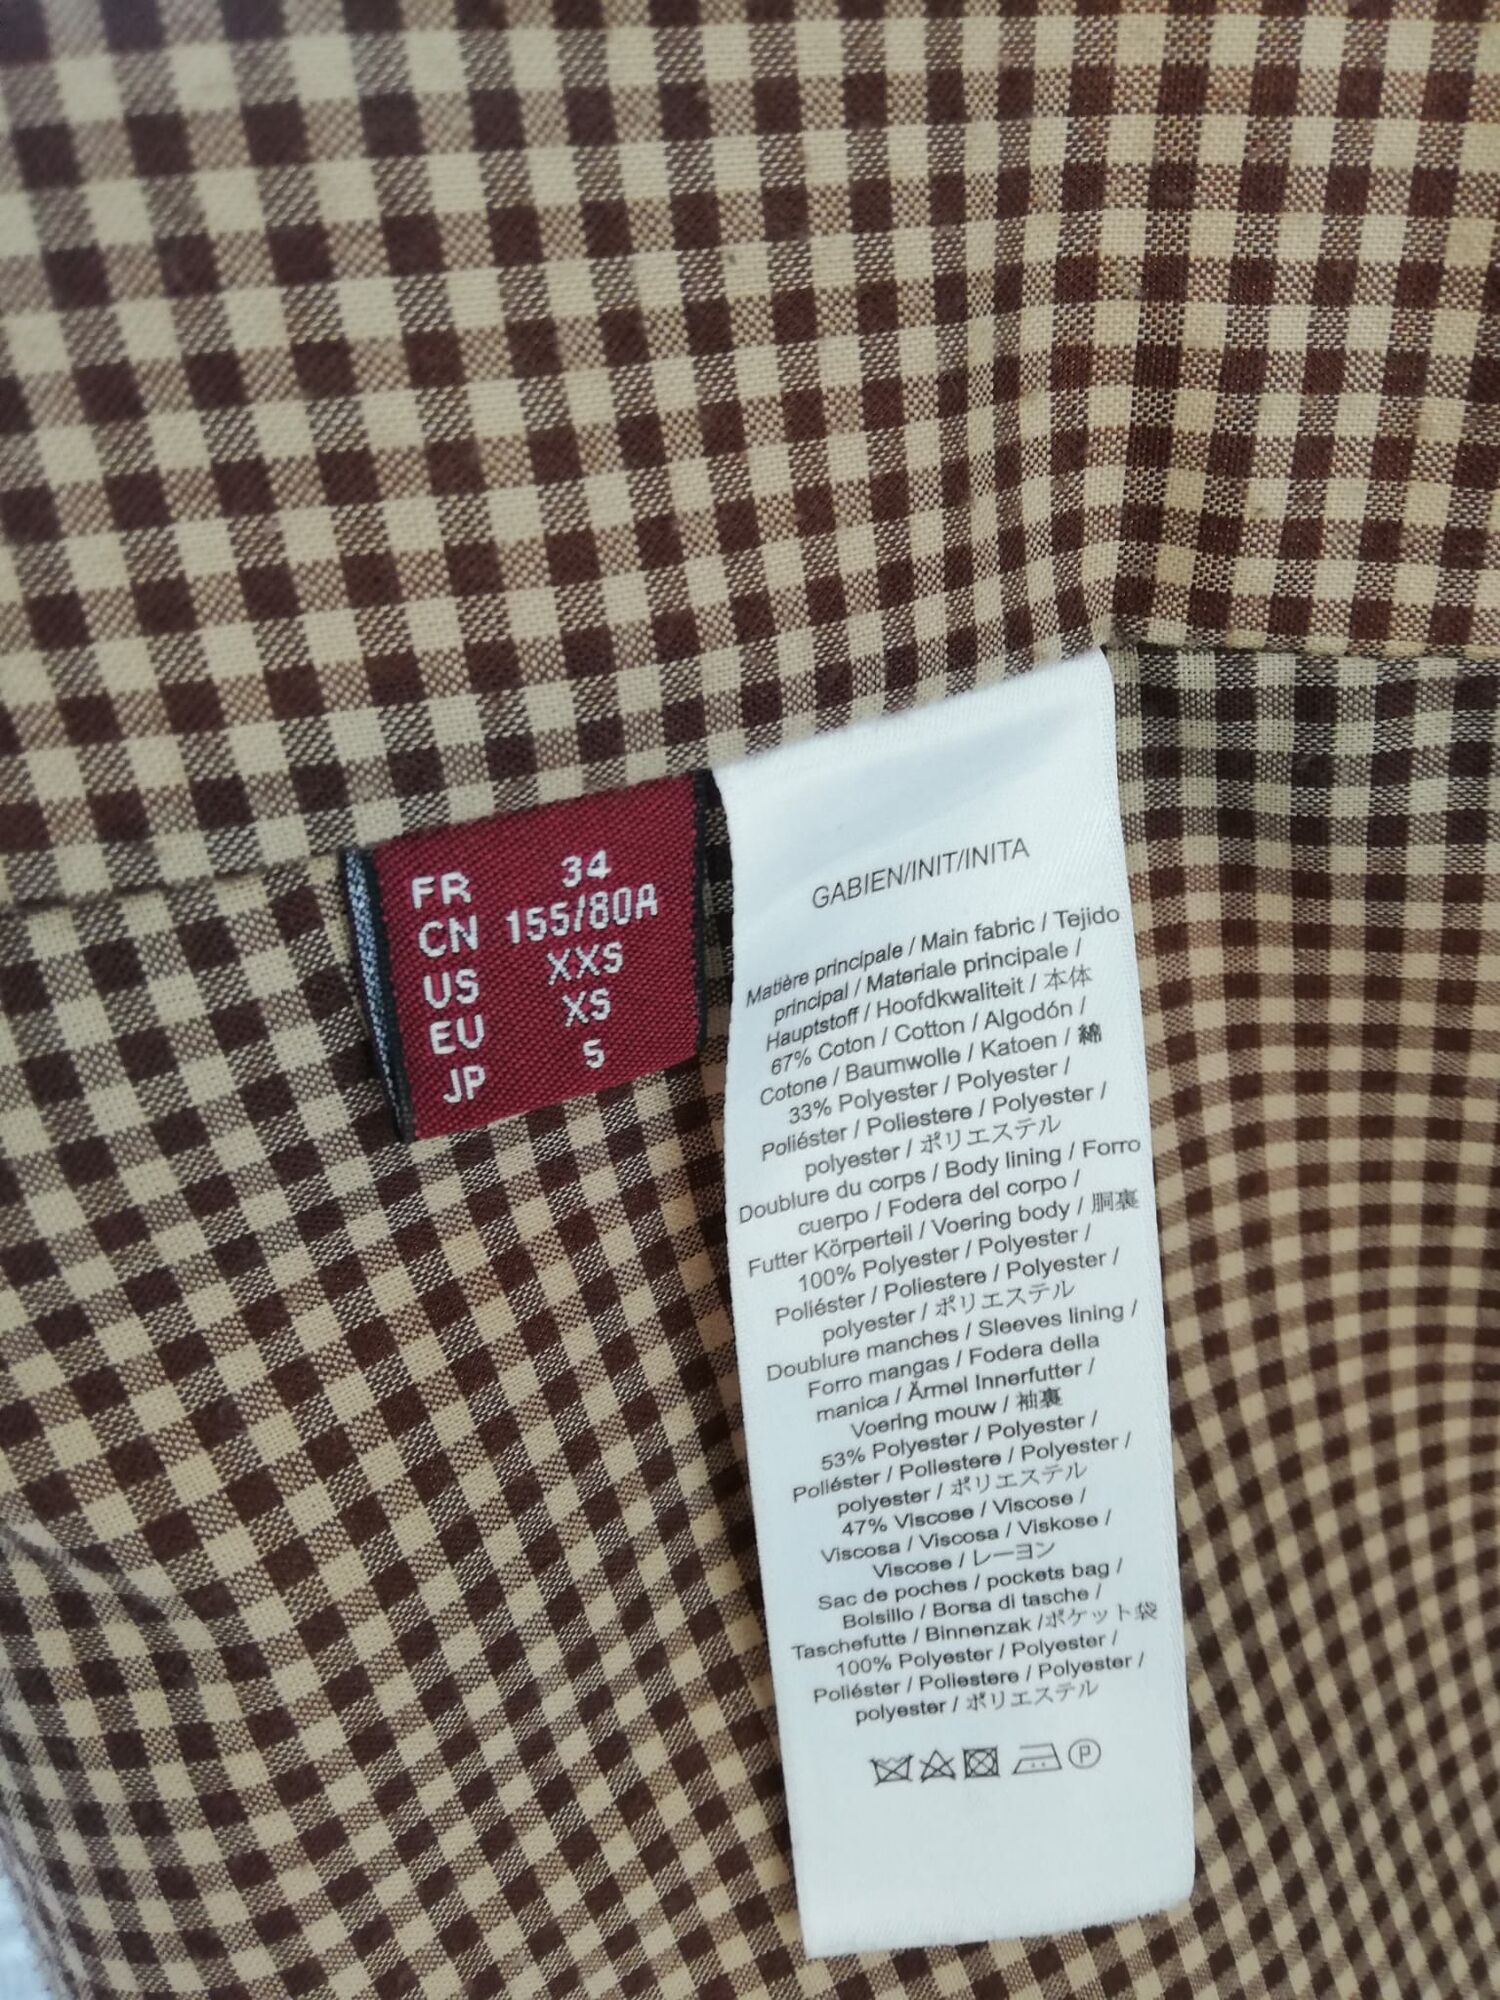 FR 34
CN 155/80A
US XXS
EU XS
JP 5
GABIEN/INIT/INITA
Matière principale / Main fabric / Tejido
principal / Materiale principale /
Hauptstoff / Hoofdkwaliteit / 本体
67% Coton / Cotton / Algodón /
Cotone / Baumwolle / Katoen / 綿
33% Polyester / Polyester /
Poliéster / Poliestere / Polyester /
polyester / ポリエステル
Doublure du corps / Body lining / Forro
cuerpo / Fodera del corpo /
Futter Körperteil / Voering body / 胴裏
100% Polyester / Polyester /
Poliéster / Poliestere / Polyester /
polyester / ポリエステル
Doublure manches / Sleeves lining /
Forro mangas / Fodera della
manica / Ärmel Innerfutter /
Voering mouw / 袖裏
53% Polyester / Polyester /
Poliéster / Poliestere / Polyester /
polyester / ポリエステル
47% Viscose / Viscose /
Viscosa / Viscosa / Viskose /
Viscose / レーヨン
Sac de poches / pockets bag /
Bolsillo / Borsa di tasche /
Taschefutte / Binnenzak /ポケット袋
100% Polyester / Polyester /
Poliéster / Poliestere / Polyester /
polyester / ポリエステル
P